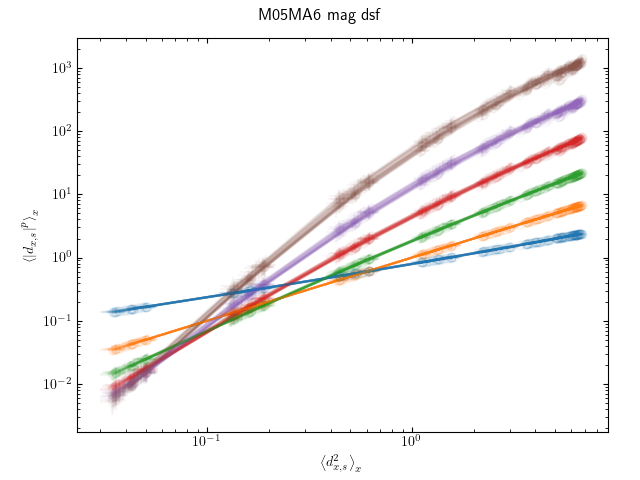 M05MA6 mag dsf
10^3
10^2
10^1
10^0
10^{-1}
10^{-2}
⟨|d_{x,s}|^p⟩_x
10^{-1} 10^0
⟨d^2_{x,s}⟩_x